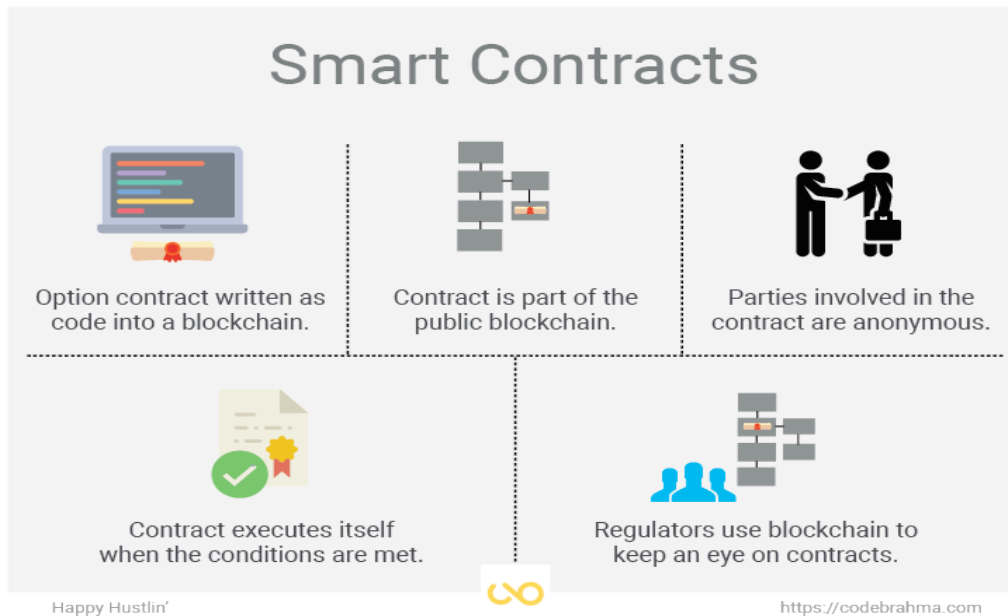 Smart Contracts
Option contract written as
code into a blockchain.
Contract is part of the
public blockchain.
Parties involved in the
contract are anonymous.
Contract executes itself
when the conditions are met.
Regulators use blockchain to
keep an eye on contracts.
Happy Hustlin'
https://codebrahma.com